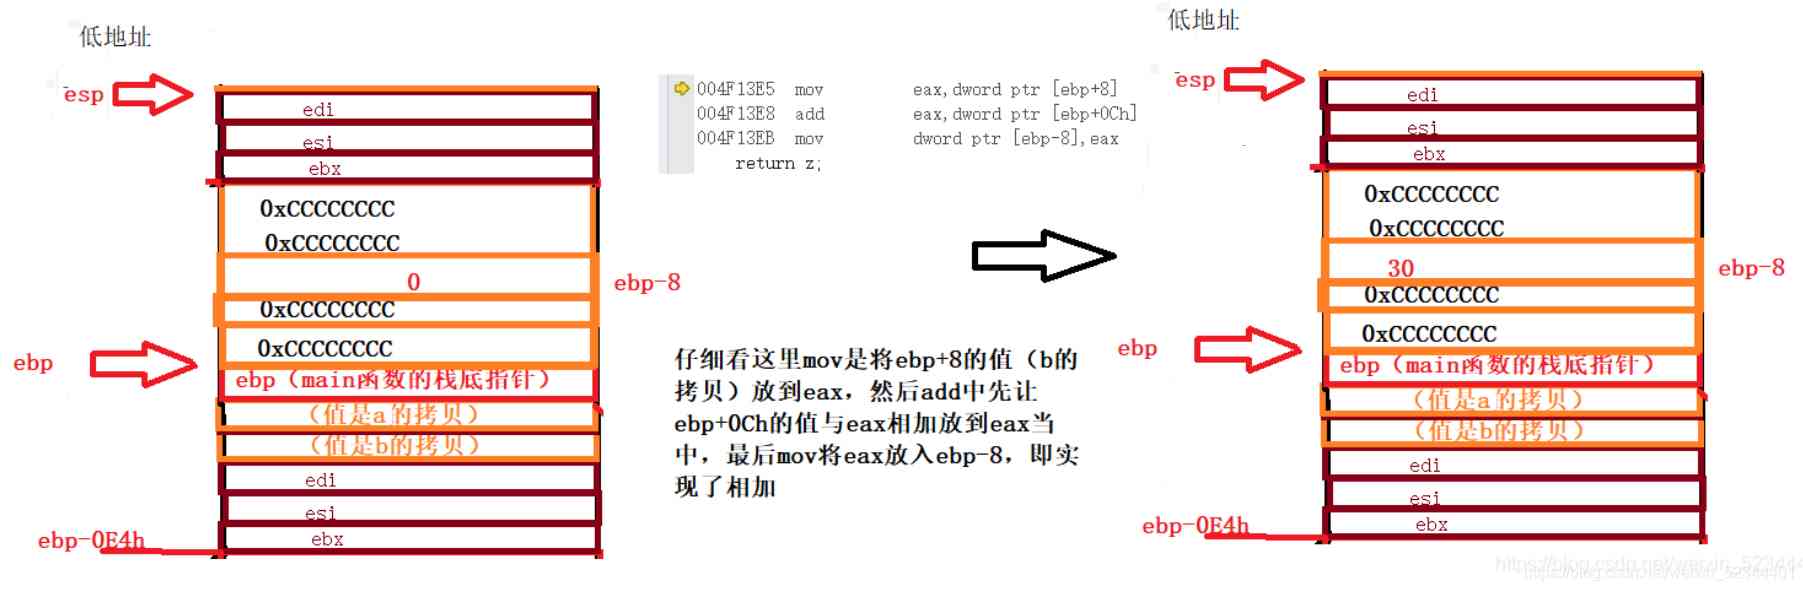 低地址
esp
edi
esi
ebx
0xCCCCCCCC
0xCCCCCCCC
0
ebp-8
0xCCCCCCCC
0xCCCCCCCC
ebp
ebp（main函数的栈底指针）
（值是a的拷贝）
（值是b的拷贝）
edi
esi
ebx
ebp-0E4h
004F13E5 mov eax,dword ptr [ebp+8]
004F13E8 add eax,dword ptr [ebp+0Ch]
004F13EB mov dword ptr [ebp-8],eax
return z;
仔细看这里mov是将ebp+8的值（b的
拷贝）放到eax，然后add中先让
ebp+0Ch的值与eax相加放到eax当
中，最后mov将eax放入ebp-8，即实
现了相加
低地址
esp
edi
esi
ebx
0xCCCCCCCC
0xCCCCCCCC
30
ebp-8
0xCCCCCCCC
0xCCCCCCCC
ebp
ebp（main函数的栈底指针）
（值是a的拷贝）
（值是b的拷贝）
edi
esi
ebx
ebp-0E4h
https://blog.csdn.net/weixin_52344401